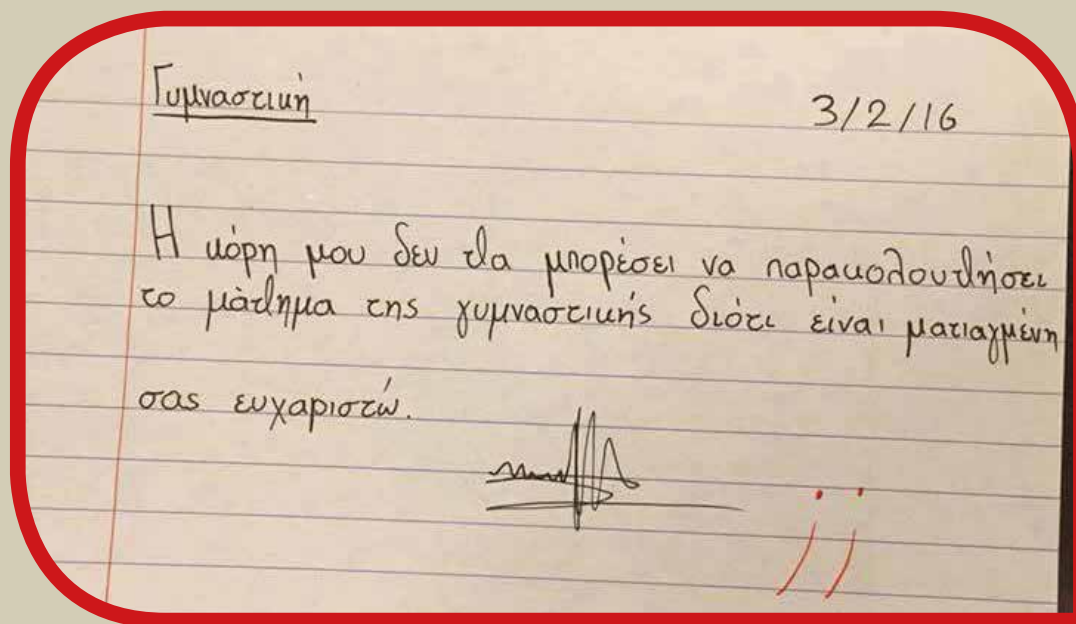 Γυμναστική
3/2/16
Η κόρη μου δεν θα μπορέσει να παρακολουθήσει
το μάθημα της γυμναστικής διότι είναι ματιαγμένη
σας ευχαριστώ.
;;